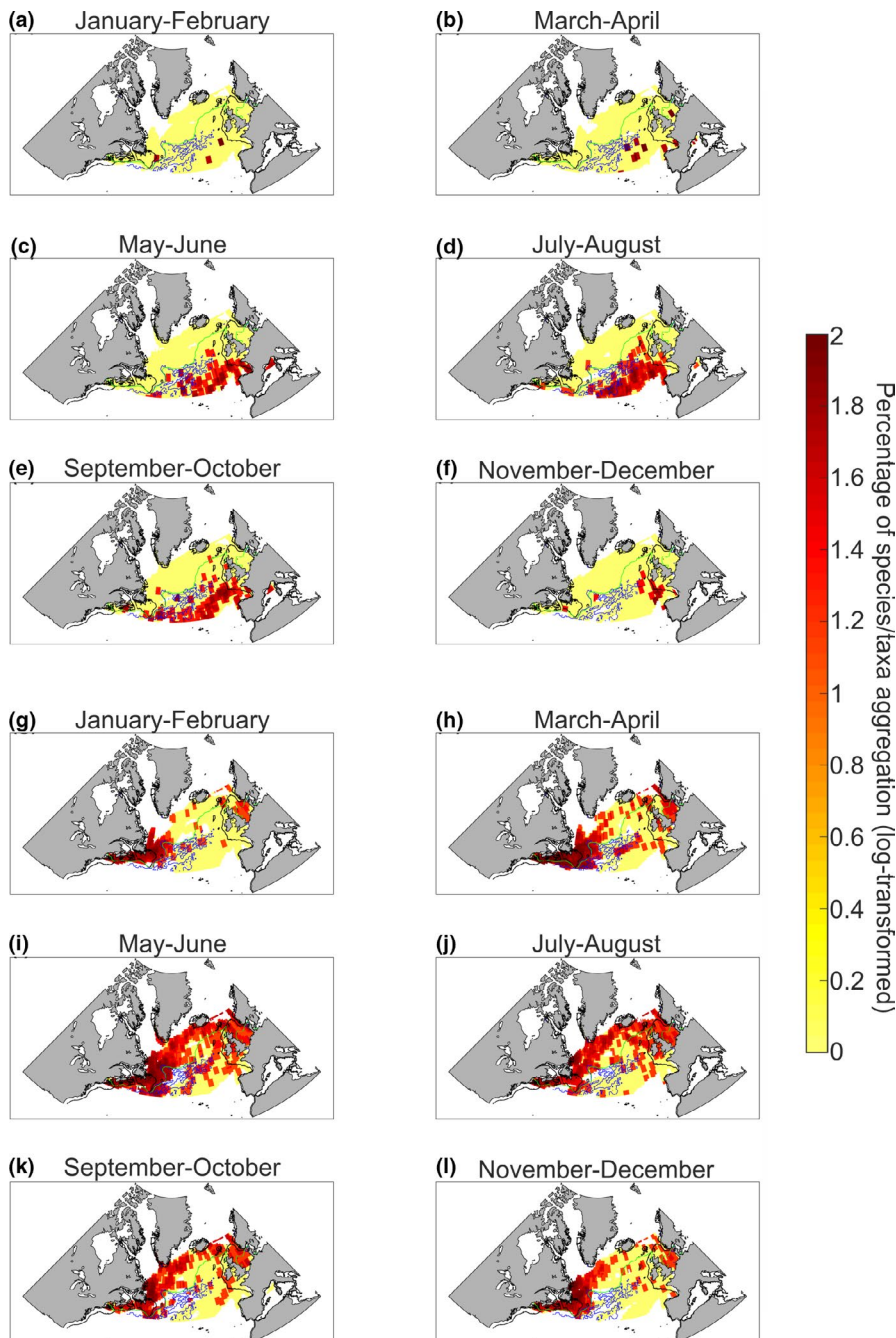 (a) January-February
(b) March-April
(c) May-June
(d) July-August
(e) September-October
(f) November-December
(g) January-February
(h) March-April
(i) May-June
(j) July-August
(k) September-October
(l) November-December
2
1.8
1.6
1.4
1.2
1
0.8
0.6
0.4
0.2
0
Percentage of species/taxa aggregation (log-transformed)